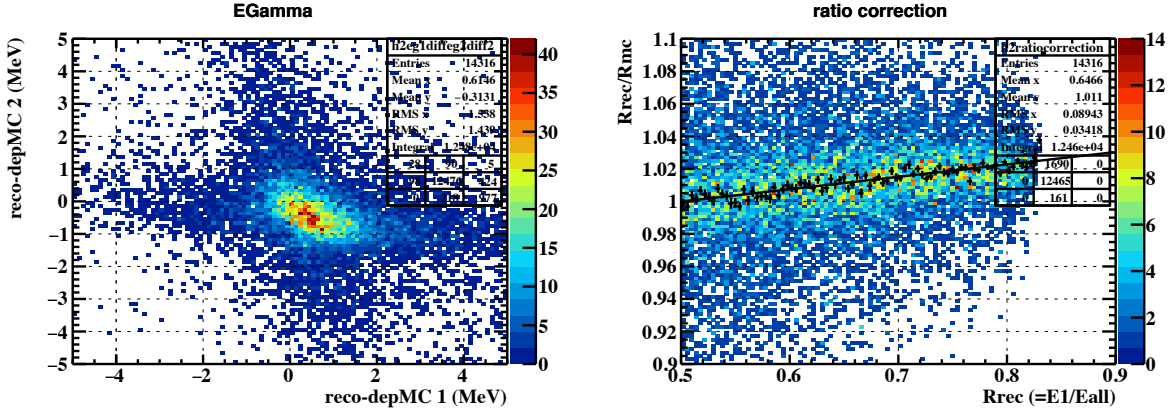 EGamma
reco-depMC 2 (MeV)
5
4
3
2
1
0
−1
−2
−3
−4
−5
−4
−2
0
2
4
reco-depMC 1 (MeV)
h2eg1diffeg2diff2
Entries 14316
Mean x 0.6146
Mean y 0.3131
RMS x
RMS y
Integral
28 90 5
40
35
30
25
20
15
10
5
0
ratio correction
Rrec/Rmc
1.1
1.08
1.06
1.04
1.02
1
0.98
0.96
0.94
0.92
0.9
0.5
0.6
0.7
0.8
0.9
Rrec (=E1/Eall)
h2ratiocorrection
Entries 14316
Mean x 0.6466
Mean y 1.011
RMS x 0.08943
RMS y 0.03418
Integral 1.246e+04
0 1690 0
0 12465 0
0 161 0
14
12
10
8
6
4
2
0